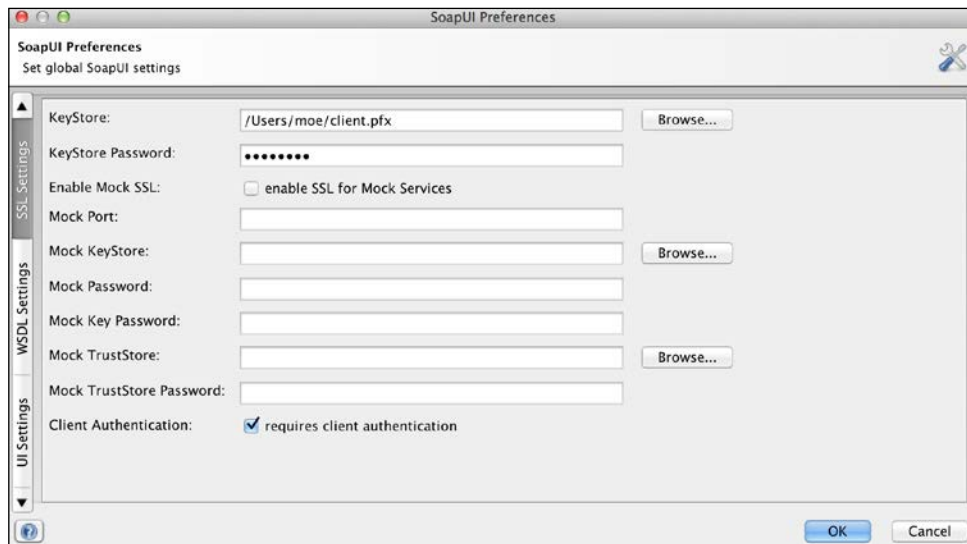 SoapUI Preferences
SoapUI Preferences
Set global SoapUI settings
SSL Settings
WSDL Settings
UI Settings
KeyStore: /Users/moe/client.pfx Browse...
KeyStore Password: ••••••••
Enable Mock SSL: enable SSL for Mock Services
Mock Port:
Mock KeyStore: Browse...
Mock Password:
Mock Key Password:
Mock TrustStore: Browse...
Mock TrustStore Password:
Client Authentication: requires client authentication
? OK Cancel